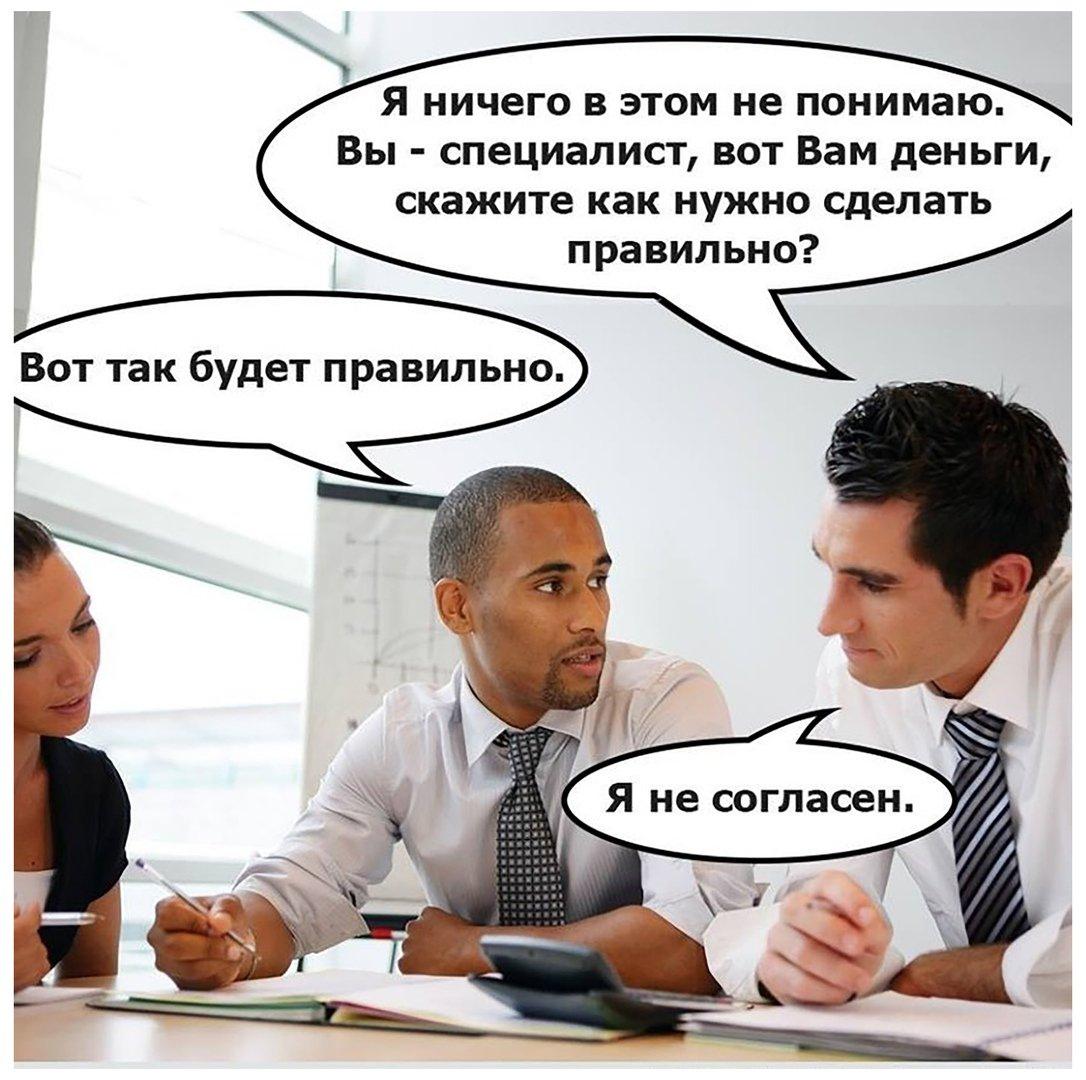 Я ничего в этом не понимаю.
Вы - специалист, вот Вам деньги,
скажите как нужно сделать
правильно?
Вот так будет правильно.
Я не согласен.